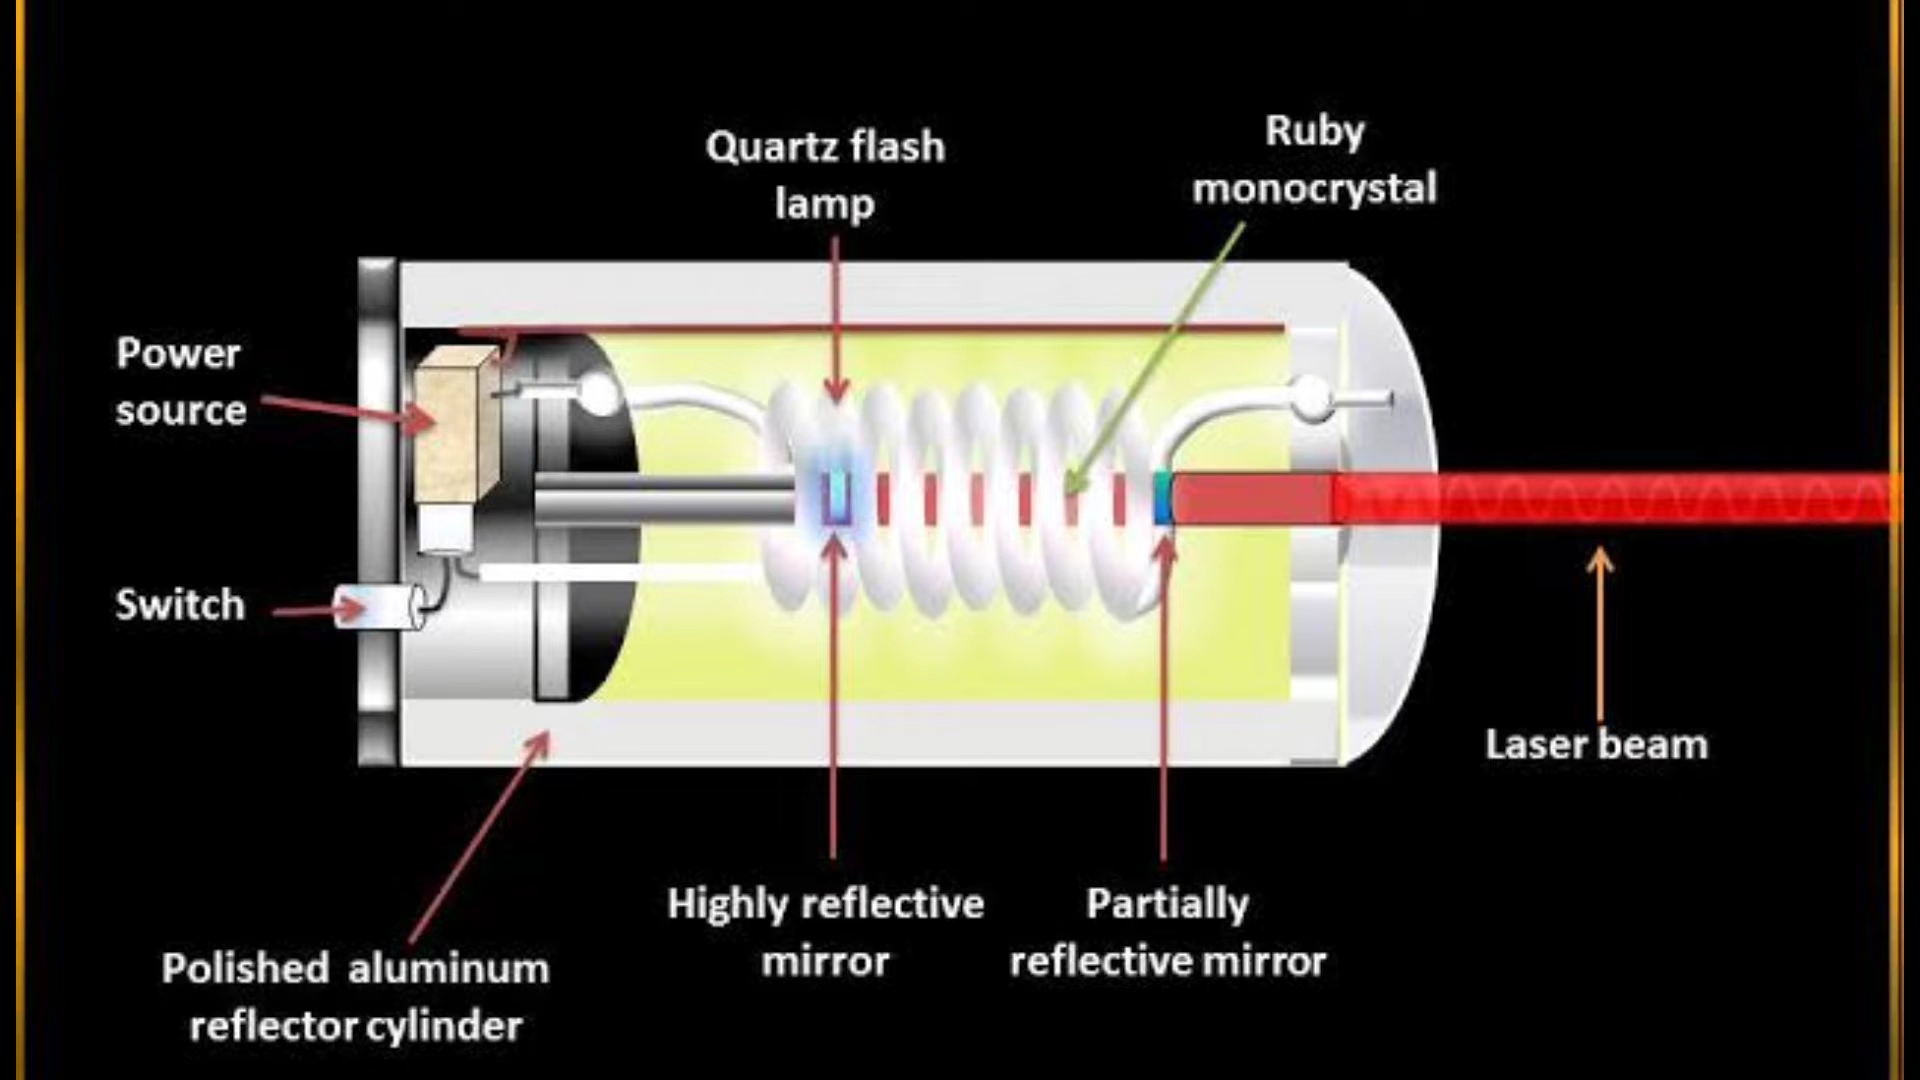 Quartz flash
lamp
Ruby
monocrystal
Power
source
Switch
Laser beam
Highly reflective
mirror
Partially
reflective mirror
Polished aluminum
reflector cylinder